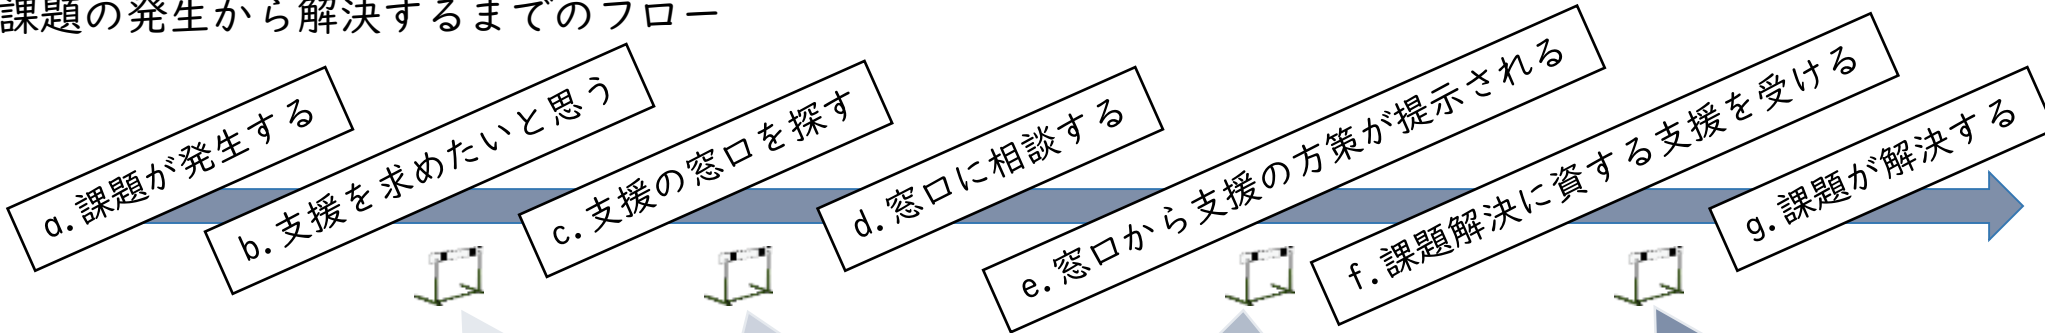 課題の発生から解決するまでのフロー
a.課題が発生する
b.支援を求めたいと思う
c.支援の窓口を探す
d.窓口に相談する
e.窓口から支援の方策が提示される
f.課題解決に資する支援を受ける
g.課題が解決する